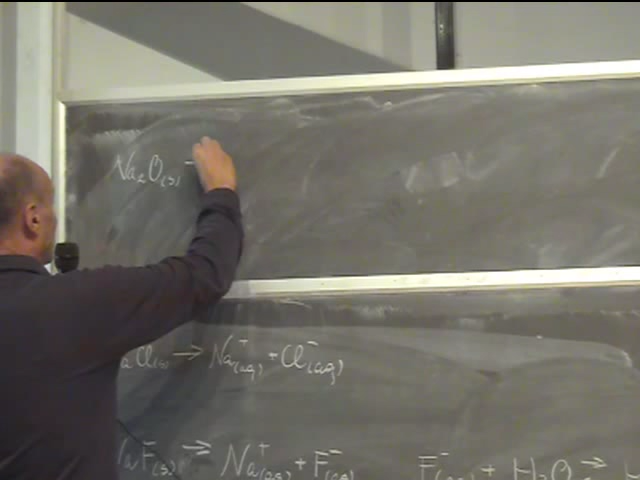 Na₂O(s) —
aCl(s) → Na⁺(aq) + Cl⁻(aq)
aF(s) ⇌ Na⁺(aq) + F⁻(aq) F⁻(aq) + H₂O ⇌ H